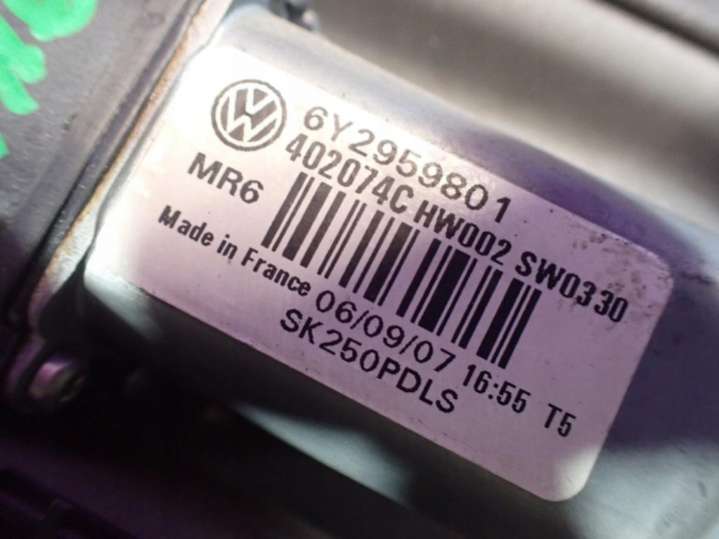 6Y2959801
402074C HW002 SW0330
MR6
Made in France 06/09/07 16:55 T5
SK250PDLS